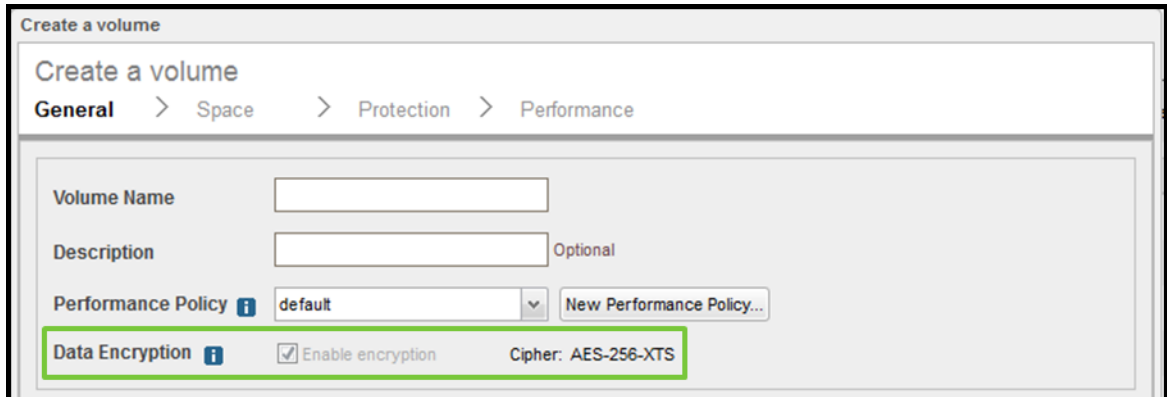 Create a volume
Create a volume
General > Space > Protection > Performance
Volume Name
Description Optional
Performance Policy i default New Performance Policy...
Data Encryption i Enable encryption Cipher: AES-256-XTS